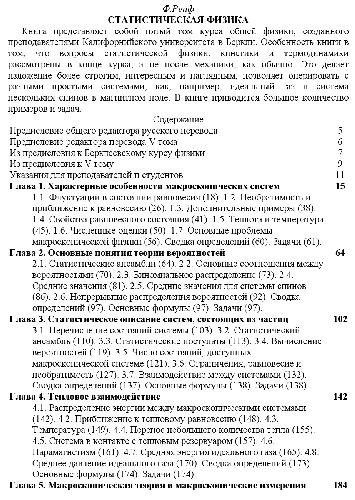 Ф.Рейф
СТАТИСТИЧЕСКАЯ ФИЗИКА
Книга представляет собой пятый том курса общей физики, созданного
преподавателями Калифорнийского университета в Беркли. Особенность книги в
том, что вопросы статистической физики, кинетики и термодинамики
рассмотрены в конце курса, а не после механики, как обычно. Это делает
изложение более строгим, интересным и наглядным, позволяет оперировать с
разными простыми системами, как, например, идеальный газ и система
нескольких спинов в магнитном поле. В книге приводится большое количество
примеров и задач.
Содержание
Предисловие общего редактора русского перевода 5
Предисловие редактора перевода V тома 6
Из предисловия к Берклеевскому курсу физики 7
Из предисловия к V тому 9
Указания для преподавателей и студентов 11
Глава 1. Характерные особенности макроскопических систем 15
1.1. Флуктуации в состоянии равновесия (18). 1.2. Необратимость и
приближение к равновесию (26). 1.3. Дополнительные примеры (38).
1.4. Свойства равновесного состояния (41). 1.5. Теплота и температура
(45). 1.6. Численные оценки (50). 1.7. Основные проблемы
макроскопической физики (56). Сводка определений (60). Задачи (61).
Глава 2. Основные понятия теории вероятностей 64
2.1. Статистические ансамбли (64). 2.2. Основные соотношения между
вероятностями (70). 2.3. Биномиальное распределение (73). 2.4.
Средние значения (81). 2.5. Средние значения для системы спинов
(86). 2.6. Непрерывные распределения вероятностей (92). Сводка
определений (97). Основные формулы (97). Задачи (97).
Глава 3. Статистическое описание систем, состоящих из частиц 102
3.1. Перечисление состояний системы (103). 3.2. Статистический
ансамбль (110). 3.3. Статистические постулаты (113). 3.4. Вычисление
вероятностей (119). 3.5. Число состояний, доступных
макроскопической системе (121). 3.6. Ограничения, равновесие и
необратимость (127). 3.7. Взаимодействие между системами (132).
Сводка определений (137). Основные формулы (138). Задачи (138).
Глава 4. Тепловое взаимодействие 142
4.1. Распределение энергии между макроскопическими системами
(142). 4.2. Приближение к тепловому равновесию (148). 4.3.
Температура (149). 4.4. Перенос небольшого количества тепла (155).
4.5. Система в контакте с тепловым резервуаром (157). 4.6.
Парамагнетизм (161). 4.7. Средняя энергия идеального газа (165). 4.8.
Среднее давление идеального газа (170). Сводка определений (173).
Основные формулы (174). Задачи (174).
Глава 5. Макроскопическая теория и макроскопические измерения 184